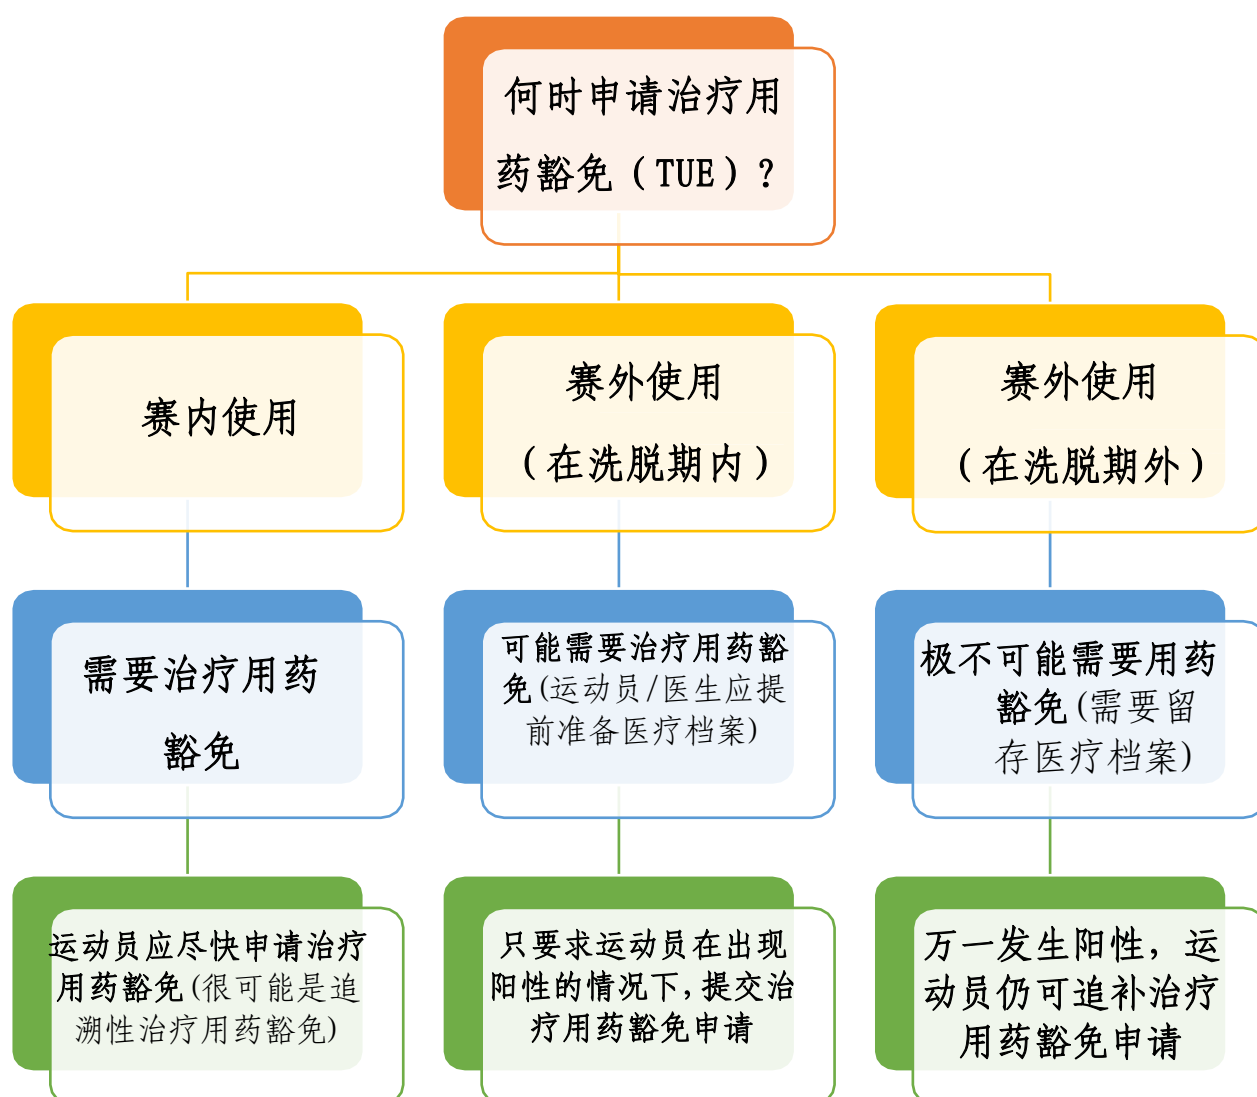 何时申请治疗用
药豁免（TUE）?
赛内使用
赛外使用
（在洗脱期内）
赛外使用
（在洗脱期外）
需要治疗用药
豁免
可能需要治疗用药豁
免(运动员/医生应提
前准备医疗档案)
极不可能需要用药
豁免(需要留
存医疗档案)
运动员应尽快申请治疗
用药豁免(很可能是追
溯性治疗用药豁免)
只要求运动员在出现
阳性的情况下,提交治
疗用药豁免申请
万一发生阳性，运
动员仍可追补治疗
用药豁免申请